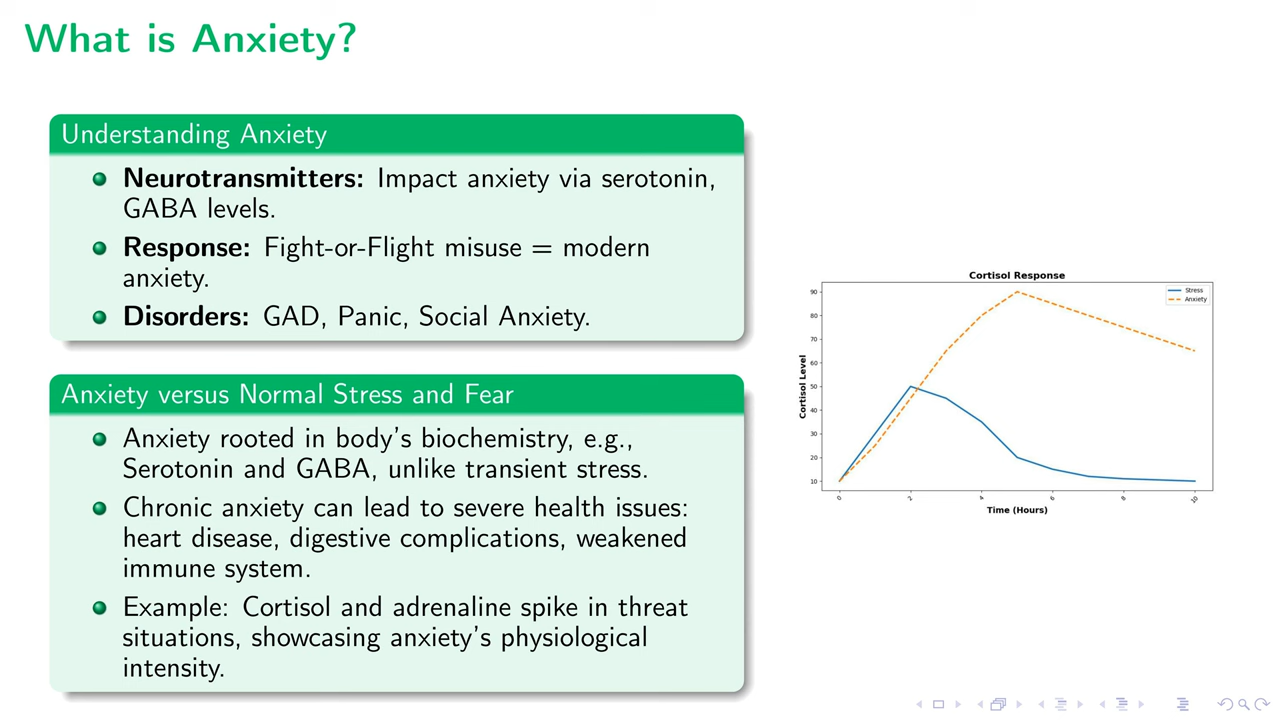 What is Anxiety?
Understanding Anxiety
Neurotransmitters: Impact anxiety via serotonin,
GABA levels.
Response: Fight-or-Flight misuse = modern
anxiety.
Disorders: GAD, Panic, Social Anxiety.
Anxiety versus Normal Stress and Fear
Anxiety rooted in body's biochemistry, e.g.,
Serotonin and GABA, unlike transient stress.
Chronic anxiety can lead to severe health issues:
heart disease, digestive complications, weakened
immune system.
Example: Cortisol and adrenaline spike in threat
situations, showcasing anxiety's physiological
intensity.
Cortisol Response
Stress
Anxiety
Cortisol Level
90
80
70
60
50
40
30
20
10
0 2 4 6 8 10
Time (Hours)